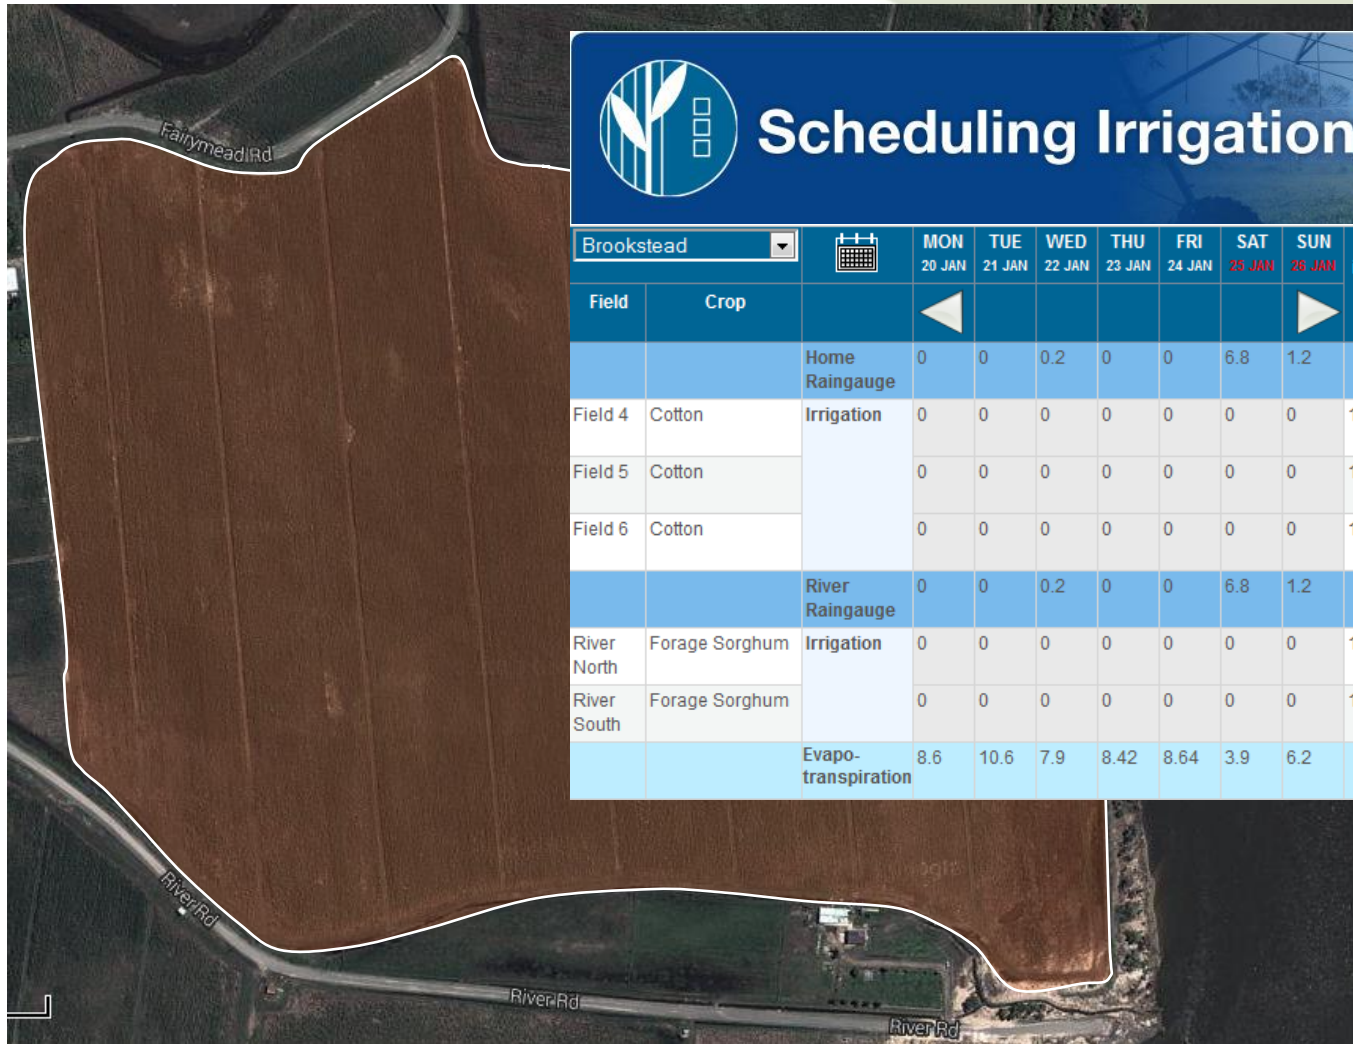 Fairymead Rd
Scheduling Irrigation
Brookstead MON TUE WED THU FRI SAT SUN
20 JAN 21 JAN 22 JAN 23 JAN 24 JAN 25 JAN 26 JAN
Field Crop
Home Raingauge 0 0 0.2 0 0 6.8 1.2
Field 4 Cotton Irrigation 0 0 0 0 0 0 0
Field 5 Cotton 0 0 0 0 0 0 0
Field 6 Cotton 0 0 0 0 0 0 0
River Raingauge 0 0 0.2 0 0 6.8 1.2
River North Forage Sorghum Irrigation 0 0 0 0 0 0 0
River South Forage Sorghum 0 0 0 0 0 0 0
Evapo-transpiration 8.6 10.6 7.9 8.42 8.64 3.9 6.2
River Rd
River Rd
River Rd